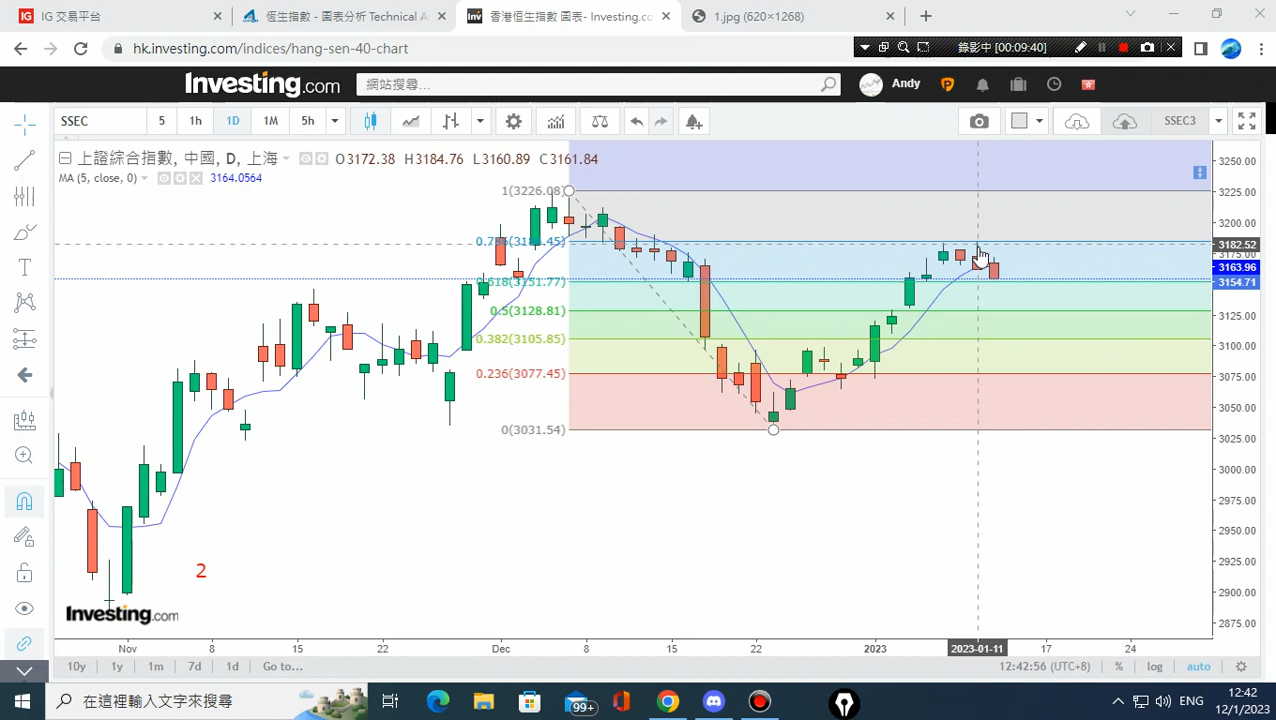 IG 交易平台
恆生指數 - 圖表分析 Technical A
香港恒生指數 圖表- Investing.co
1.jpg (620×1268)
hk.investing.com/indices/hang-sen-40-chart
錄影中 [00:09:40]
Investing.com
網站搜尋...
Andy
SSEC
5
1h
1D
1M
5h
SSEC3
上證綜合指數, 中國, D, 上海
O3172.38 H3184.76 L3160.89 C3161.84
MA (5, close, 0)
3164.0564
1(3226.08)
0.618(3151.77)
0.5(3128.81)
0.382(3105.85)
0.236(3077.45)
0(3031.54)
3250.00
3225.00
3200.00
3182.52
3175.00
3163.96
3154.71
3125.00
3100.00
3075.00
3050.00
3025.00
3000.00
2975.00
2950.00
2925.00
2900.00
2875.00
2
Investing.com
Nov
8
15
22
Dec
8
15
22
2023
2023-01-11
17
24
10y
1y
1m
7d
1d
Go to...
12:42:56 (UTC+8)
%
log
auto
在這裡輸入文字來搜尋
99+
ENG
12:42
12/1/2023